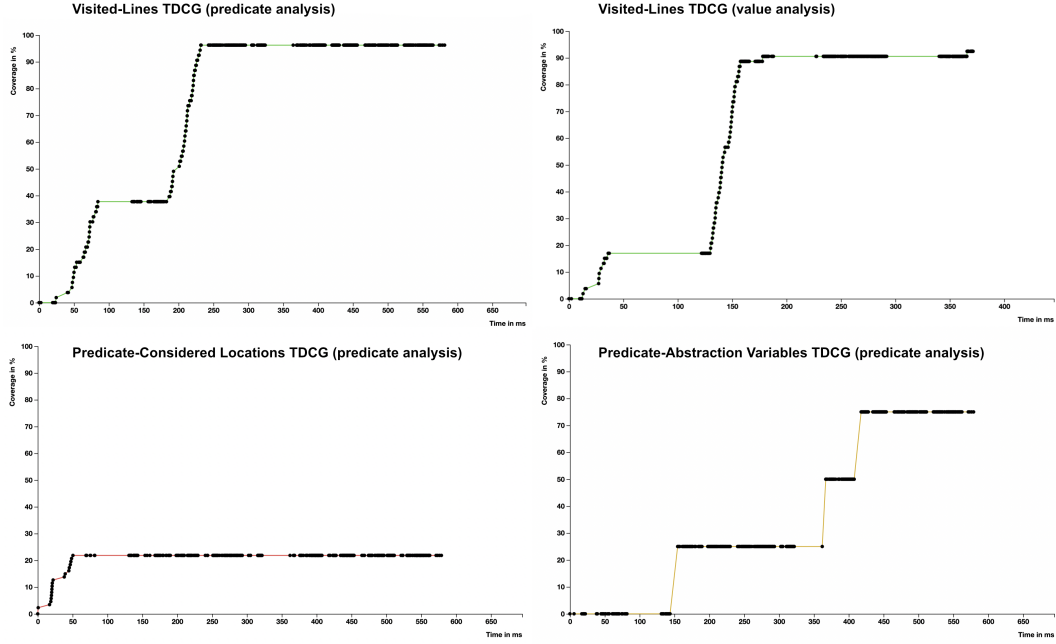 Visited-Lines TDCG (predicate analysis)
Coverage in %
100
90
80
70
60
50
40
30
20
10
0
0 50 100 150 200 250 300 350 400 450 500 550 600 650
Time in ms
Visited-Lines TDCG (value analysis)
Coverage in %
100
90
80
70
60
50
40
30
20
10
0
0 50 100 150 200 250 300 350 400
Time in ms
Predicate-Considered Locations TDCG (predicate analysis)
Coverage in %
100
90
80
70
60
50
40
30
20
10
0
0 50 100 150 200 250 300 350 400 450 500 550 600 650
Time in ms
Predicate-Abstraction Variables TDCG (predicate analysis)
Coverage in %
100
90
80
70
60
50
40
30
20
10
0
0 50 100 150 200 250 300 350 400 450 500 550 600 650
Time in ms